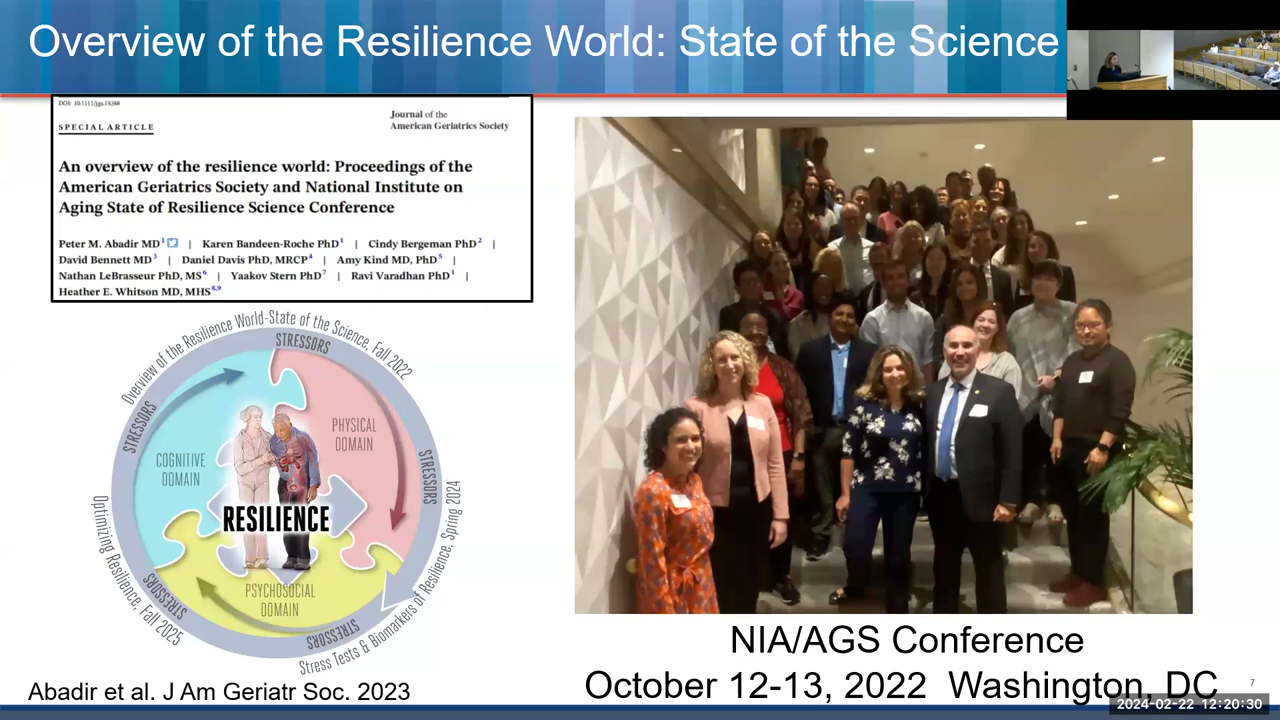 Overview of the Resilience World: State of the Science
DOI: 10.1111/jgs.18388
SPECIAL ARTICLE
Journal of the
American Geriatrics Society
An overview of the resilience world: Proceedings of the
American Geriatrics Society and National Institute on
Aging State of Resilience Science Conference
Peter M. Abadir MD1 | Karen Bandeen-Roche PhD1 | Cindy Bergeman PhD2 |
David Bennett MD3 | Daniel Davis PhD, MRCP4 | Amy Kind MD, PhD5 |
Nathan LeBrasseur PhD, MS6 | Yaakov Stern PhD7 | Ravi Varadhan PhD1 |
Heather E. Whitson MD, MHS8,9
Overview of the Resilience World-State of the Science, Fall 2022
STRESSORS
STRESSORS
PHYSICAL
DOMAIN
COGNITIVE
DOMAIN
STRESSORS
RESILIENCE
PSYCHOSOCIAL
DOMAIN
STRESSORS
STRESSORS
Optimizing Resilience, Fall 2025
Stress Tests & Biomarkers of Resilience, Spring 2024
Abadir et al. J Am Geriatr Soc. 2023
NIA/AGS Conference
October 12-13, 2022 Washington, DC
7
2024-02-22 12:20:30